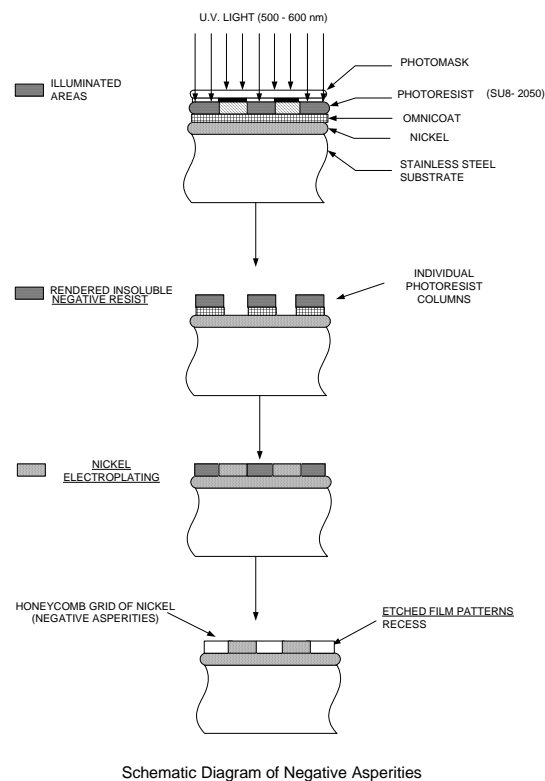 U.V. LIGHT (500 - 600 nm)
ILLUMINATED
AREAS
PHOTOMASK
PHOTORESIST (SU8- 2050)
OMNICOAT
NICKEL
STAINLESS STEEL
SUBSTRATE
RENDERED INSOLUBLE
NEGATIVE RESIST
INDIVIDUAL
PHOTORESIST
COLUMNS
NICKEL
ELECTROPLATING
HONEYCOMB GRID OF NICKEL
(NEGATIVE ASPERITIES)
ETCHED FILM PATTERNS
RECESS
Schematic Diagram of Negative Asperities